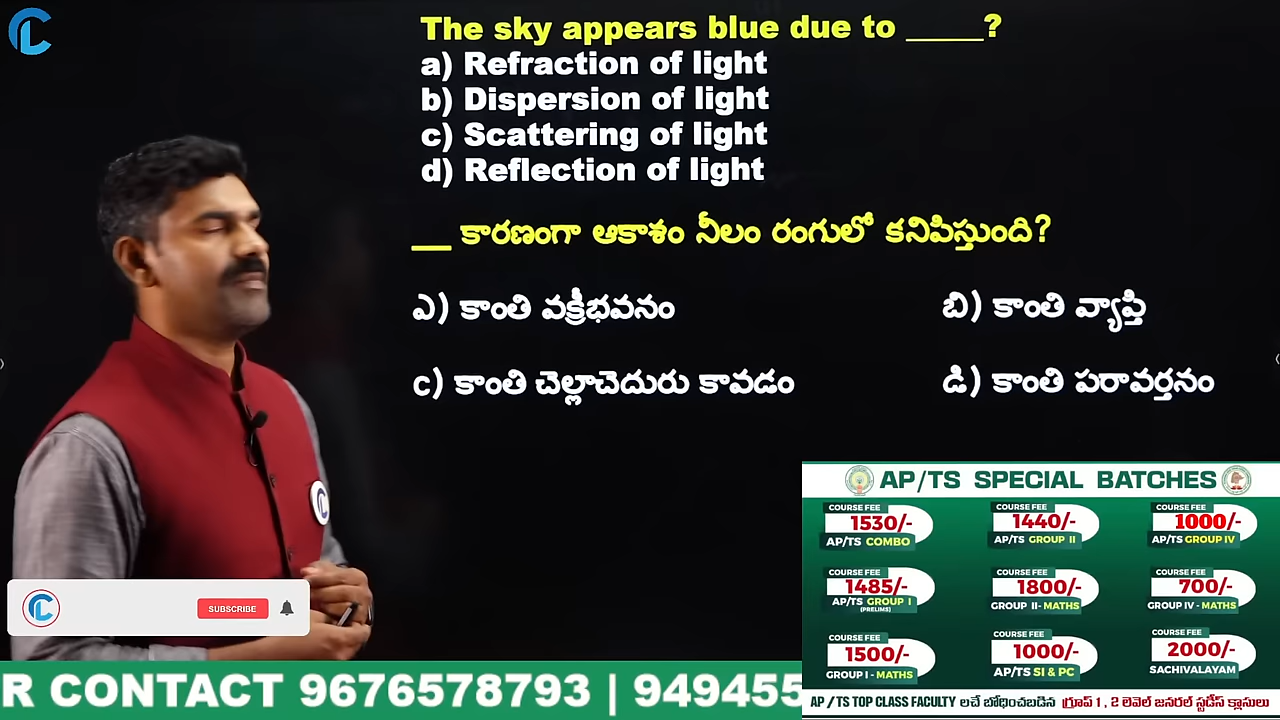 The sky appears blue due to _____?
a) Refraction of light
b) Dispersion of light
c) Scattering of light
d) Reflection of light
__ కారణంగా ఆకాశం నీలం రంగులో కనిపిస్తుంది?
ఎ) కాంతి వక్రీభవనం
బి) కాంతి వ్యాప్తి
c) కాంతి చెల్లాచెదురు కావడం
డి) కాంతి పరావర్తనం
AP/TS SPECIAL BATCHES
COURSE FEE
1530/-
AP/TS COMBO
COURSE FEE
1440/-
AP/TS GROUP II
COURSE FEE
1000/-
AP/TS GROUP IV
COURSE FEE
1485/-
AP/TS GROUP I
(PRELIMS)
COURSE FEE
1800/-
GROUP II- MATHS
COURSE FEE
700/-
GROUP IV - MATHS
COURSE FEE
1500/-
GROUP I - MATHS
COURSE FEE
1000/-
AP/TS SI & PC
COURSE FEE
2000/-
SACHIVALAYAM
SUBSCRIBE
R CONTACT 9676578793 | 949455
AP / TS TOP CLASS FACULTY లచే బోధించబడిన గ్రూప్ 1 , 2 లెవెల్ జనరల్ స్టడీస్ క్లాసులు